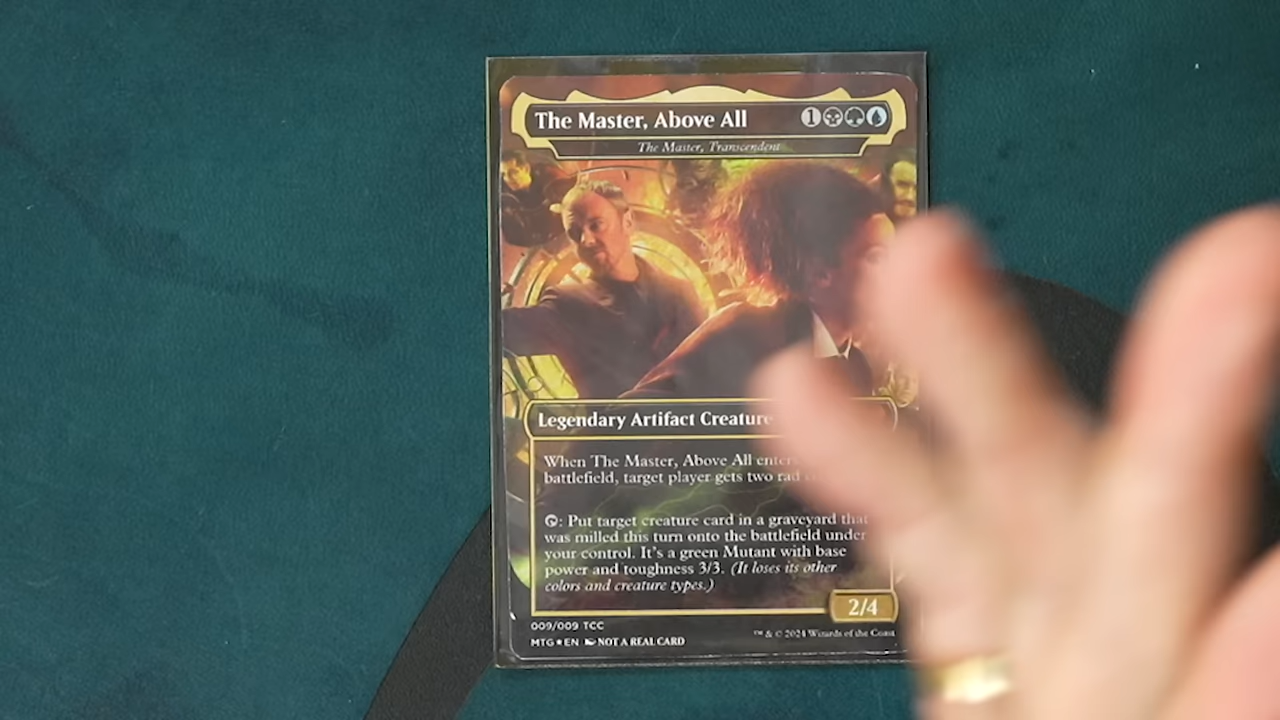 The Master, Above All 1
The Master, Transcendent
Legendary Artifact Creature
When The Master, Above All enters
battlefield, target player gets two rad
: Put target creature card in a graveyard that
was milled this turn onto the battlefield under
your control. It's a green Mutant with base
power and toughness 3/3. (It loses its other
colors and creature types.)
2/4
009/009 TCC
MTG★EN NOT A REAL CARD
™ & © 2024 Wizards of the Coast